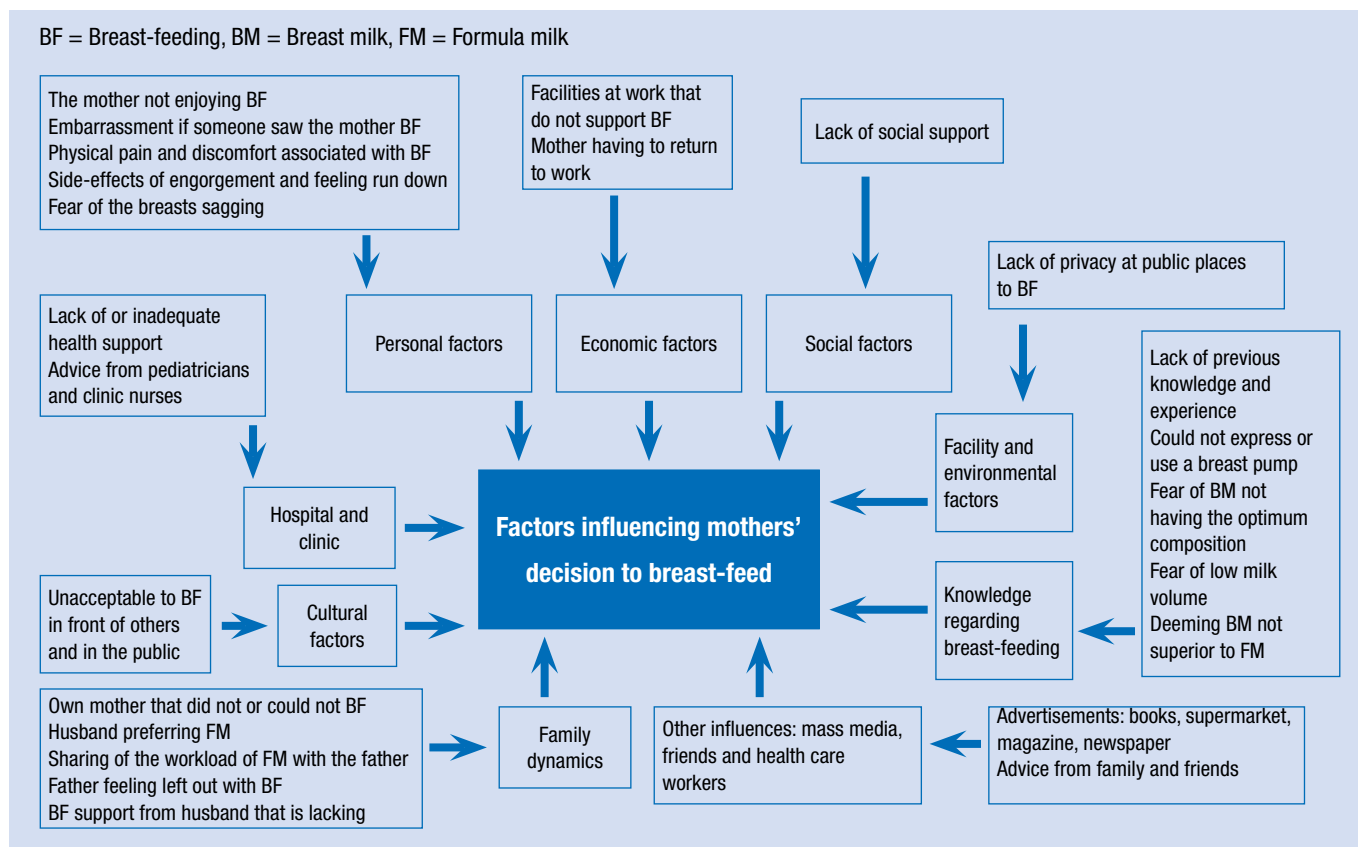 BF = Breast-feeding, BM = Breast milk, FM = Formula milk
The mother not enjoying BF
Embarrassment if someone saw the mother BF
Physical pain and discomfort associated with BF
Side-effects of engorgement and feeling run down
Fear of the breasts sagging
Facilities at work that
do not support BF
Mother having to return
to work
Lack of social support
Lack of privacy at public places
to BF
Lack of or inadequate
health support
Advice from pediatricians
and clinic nurses
Personal factors
Economic factors
Social factors
Lack of previous
knowledge and
experience
Could not express or
use a breast pump
Fear of BM not
having the optimum
composition
Fear of low milk
volume
Deeming BM not
superior to FM
Facility and
environmental
factors
Hospital and
clinic
Factors influencing mothers'
decision to breast-feed
Unacceptable to BF
in front of others
and in the public
Cultural
factors
Knowledge
regarding
breast-feeding
Own mother that did not or could not BF
Husband preferring FM
Sharing of the workload of FM with the father
Father feeling left out with BF
BF support from husband that is lacking
Family
dynamics
Other influences: mass media,
friends and health care
workers
Advertisements: books, supermarket,
magazine, newspaper
Advice from family and friends